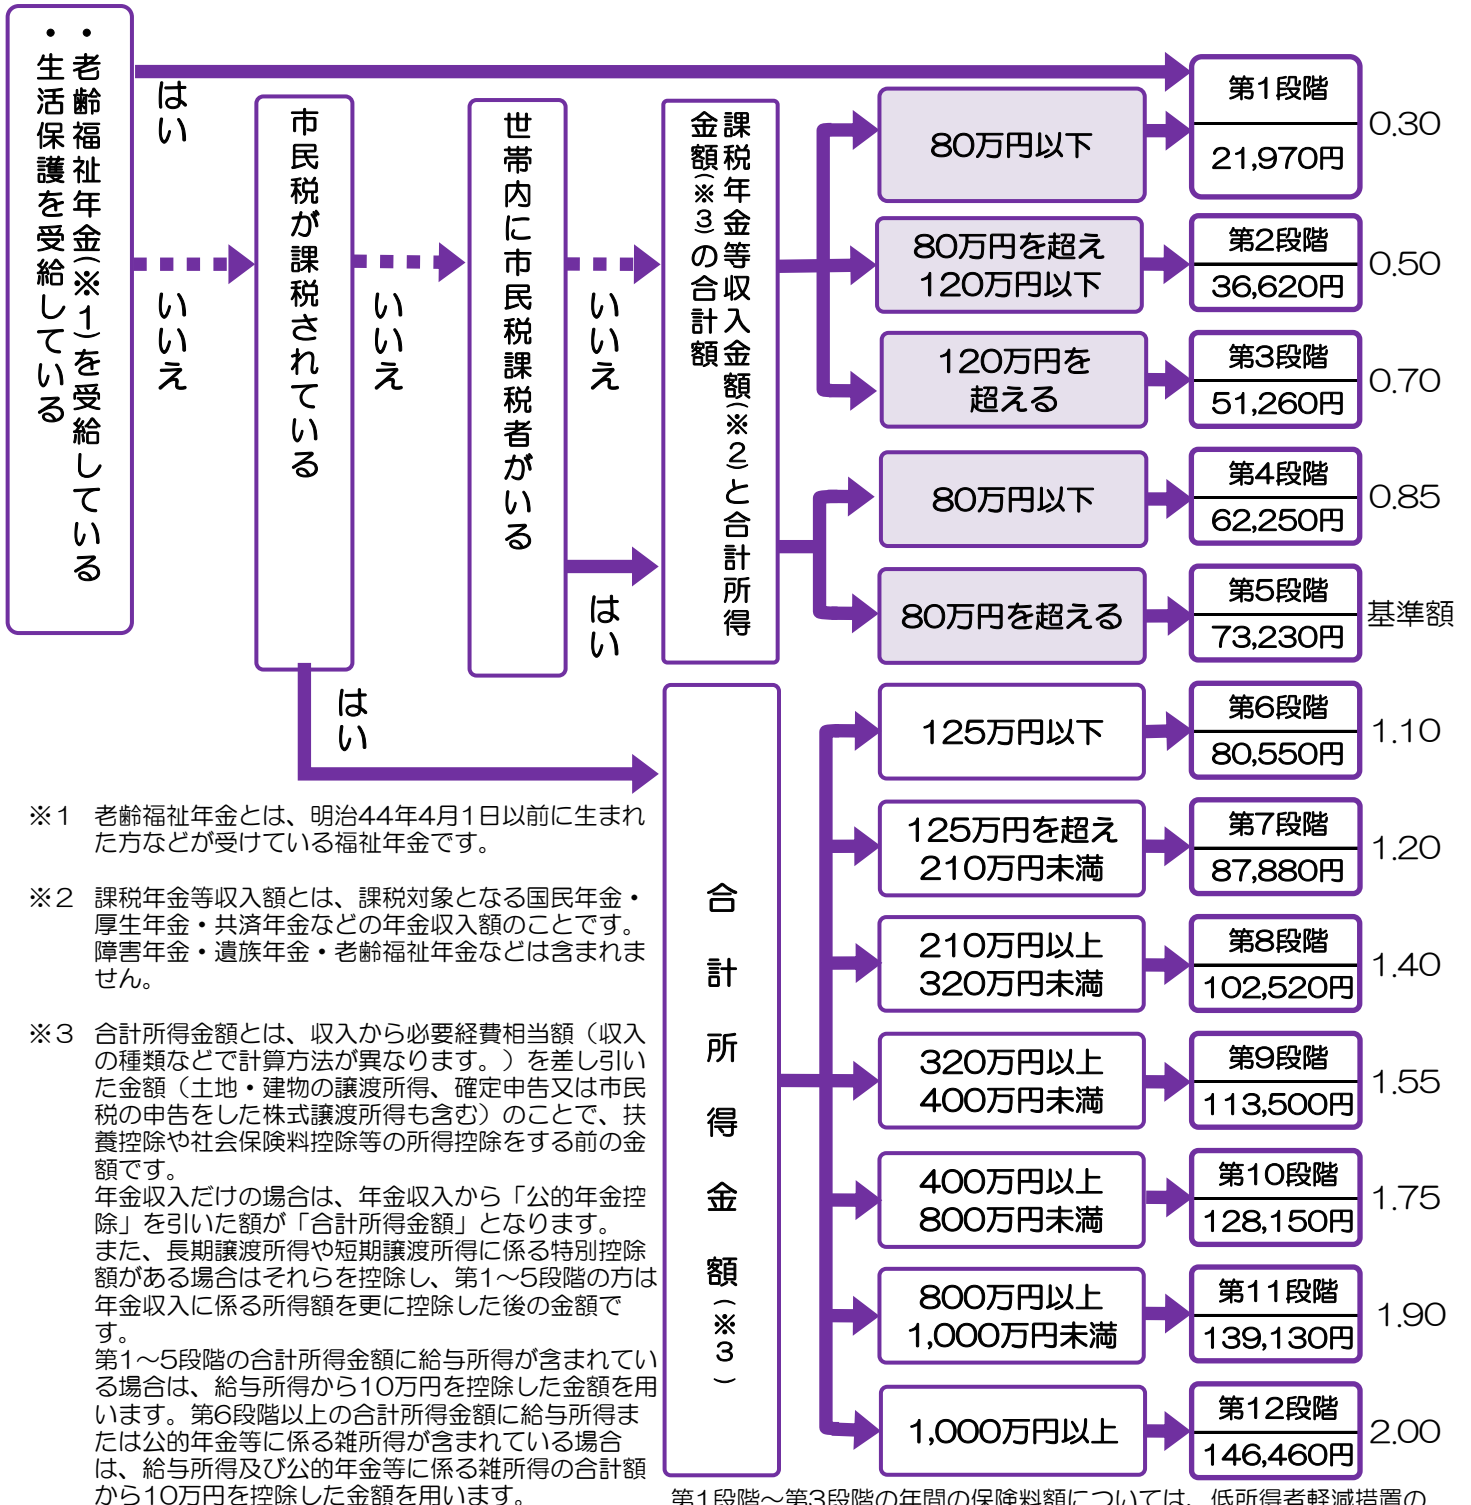 ・老齢福祉年金(※１)を受給している
・生活保護を受給している
はい
いいえ
市民税が課税されている
いいえ
はい
世帯内に市民税課税者がいる
いいえ
はい
課税年金等収入金額(※２)と合計所得
金額(※３)の合計額
80万円以下
第1段階
21,970円
0.30
80万円を超え
120万円以下
第2段階
36,620円
0.50
120万円を
超える
第3段階
51,260円
0.70
80万円以下
第4段階
62,250円
0.85
80万円を超える
第5段階
73,230円
基準額
合計所得金額(※３)
125万円以下
第6段階
80,550円
1.10
125万円を超え
210万円未満
第7段階
87,880円
1.20
210万円以上
320万円未満
第8段階
102,520円
1.40
320万円以上
400万円未満
第9段階
113,500円
1.55
400万円以上
800万円未満
第10段階
128,150円
1.75
800万円以上
1,000万円未満
第11段階
139,130円
1.90
1,000万円以上
第12段階
146,460円
2.00
※１ 老齢福祉年金とは、明治44年4月1日以前に生まれ
た方などが受けている福祉年金です。
※２ 課税年金等収入額とは、課税対象となる国民年金・
厚生年金・共済年金などの年金収入額のことです。
障害年金・遺族年金・老齢福祉年金などは含まれま
せん。
※３ 合計所得金額とは、収入から必要経費相当額（収入
の種類などで計算方法が異なります。）を差し引い
た金額（土地・建物の譲渡所得、確定申告又は市民
税の申告をした株式譲渡所得も含む）のことで、扶
養控除や社会保険料控除等の所得控除をする前の金
額です。
年金収入だけの場合は、年金収入から「公的年金控
除」を引いた額が「合計所得金額」となります。
また、長期譲渡所得や短期譲渡所得に係る特別控除
額がある場合はそれらを控除し、第1～5段階の方は
年金収入に係る所得額を更に控除した後の金額で
す。
第1～5段階の合計所得金額に給与所得が含まれてい
る場合は、給与所得から10万円を控除した金額を用
います。第6段階以上の合計所得金額に給与所得ま
たは公的年金等に係る雑所得が含まれている場合
は、給与所得及び公的年金等に係る雑所得の合計額
から10万円を控除した金額を用います。
第1段階～第3段階の年間の保険料額については、低所得者軽減措置の